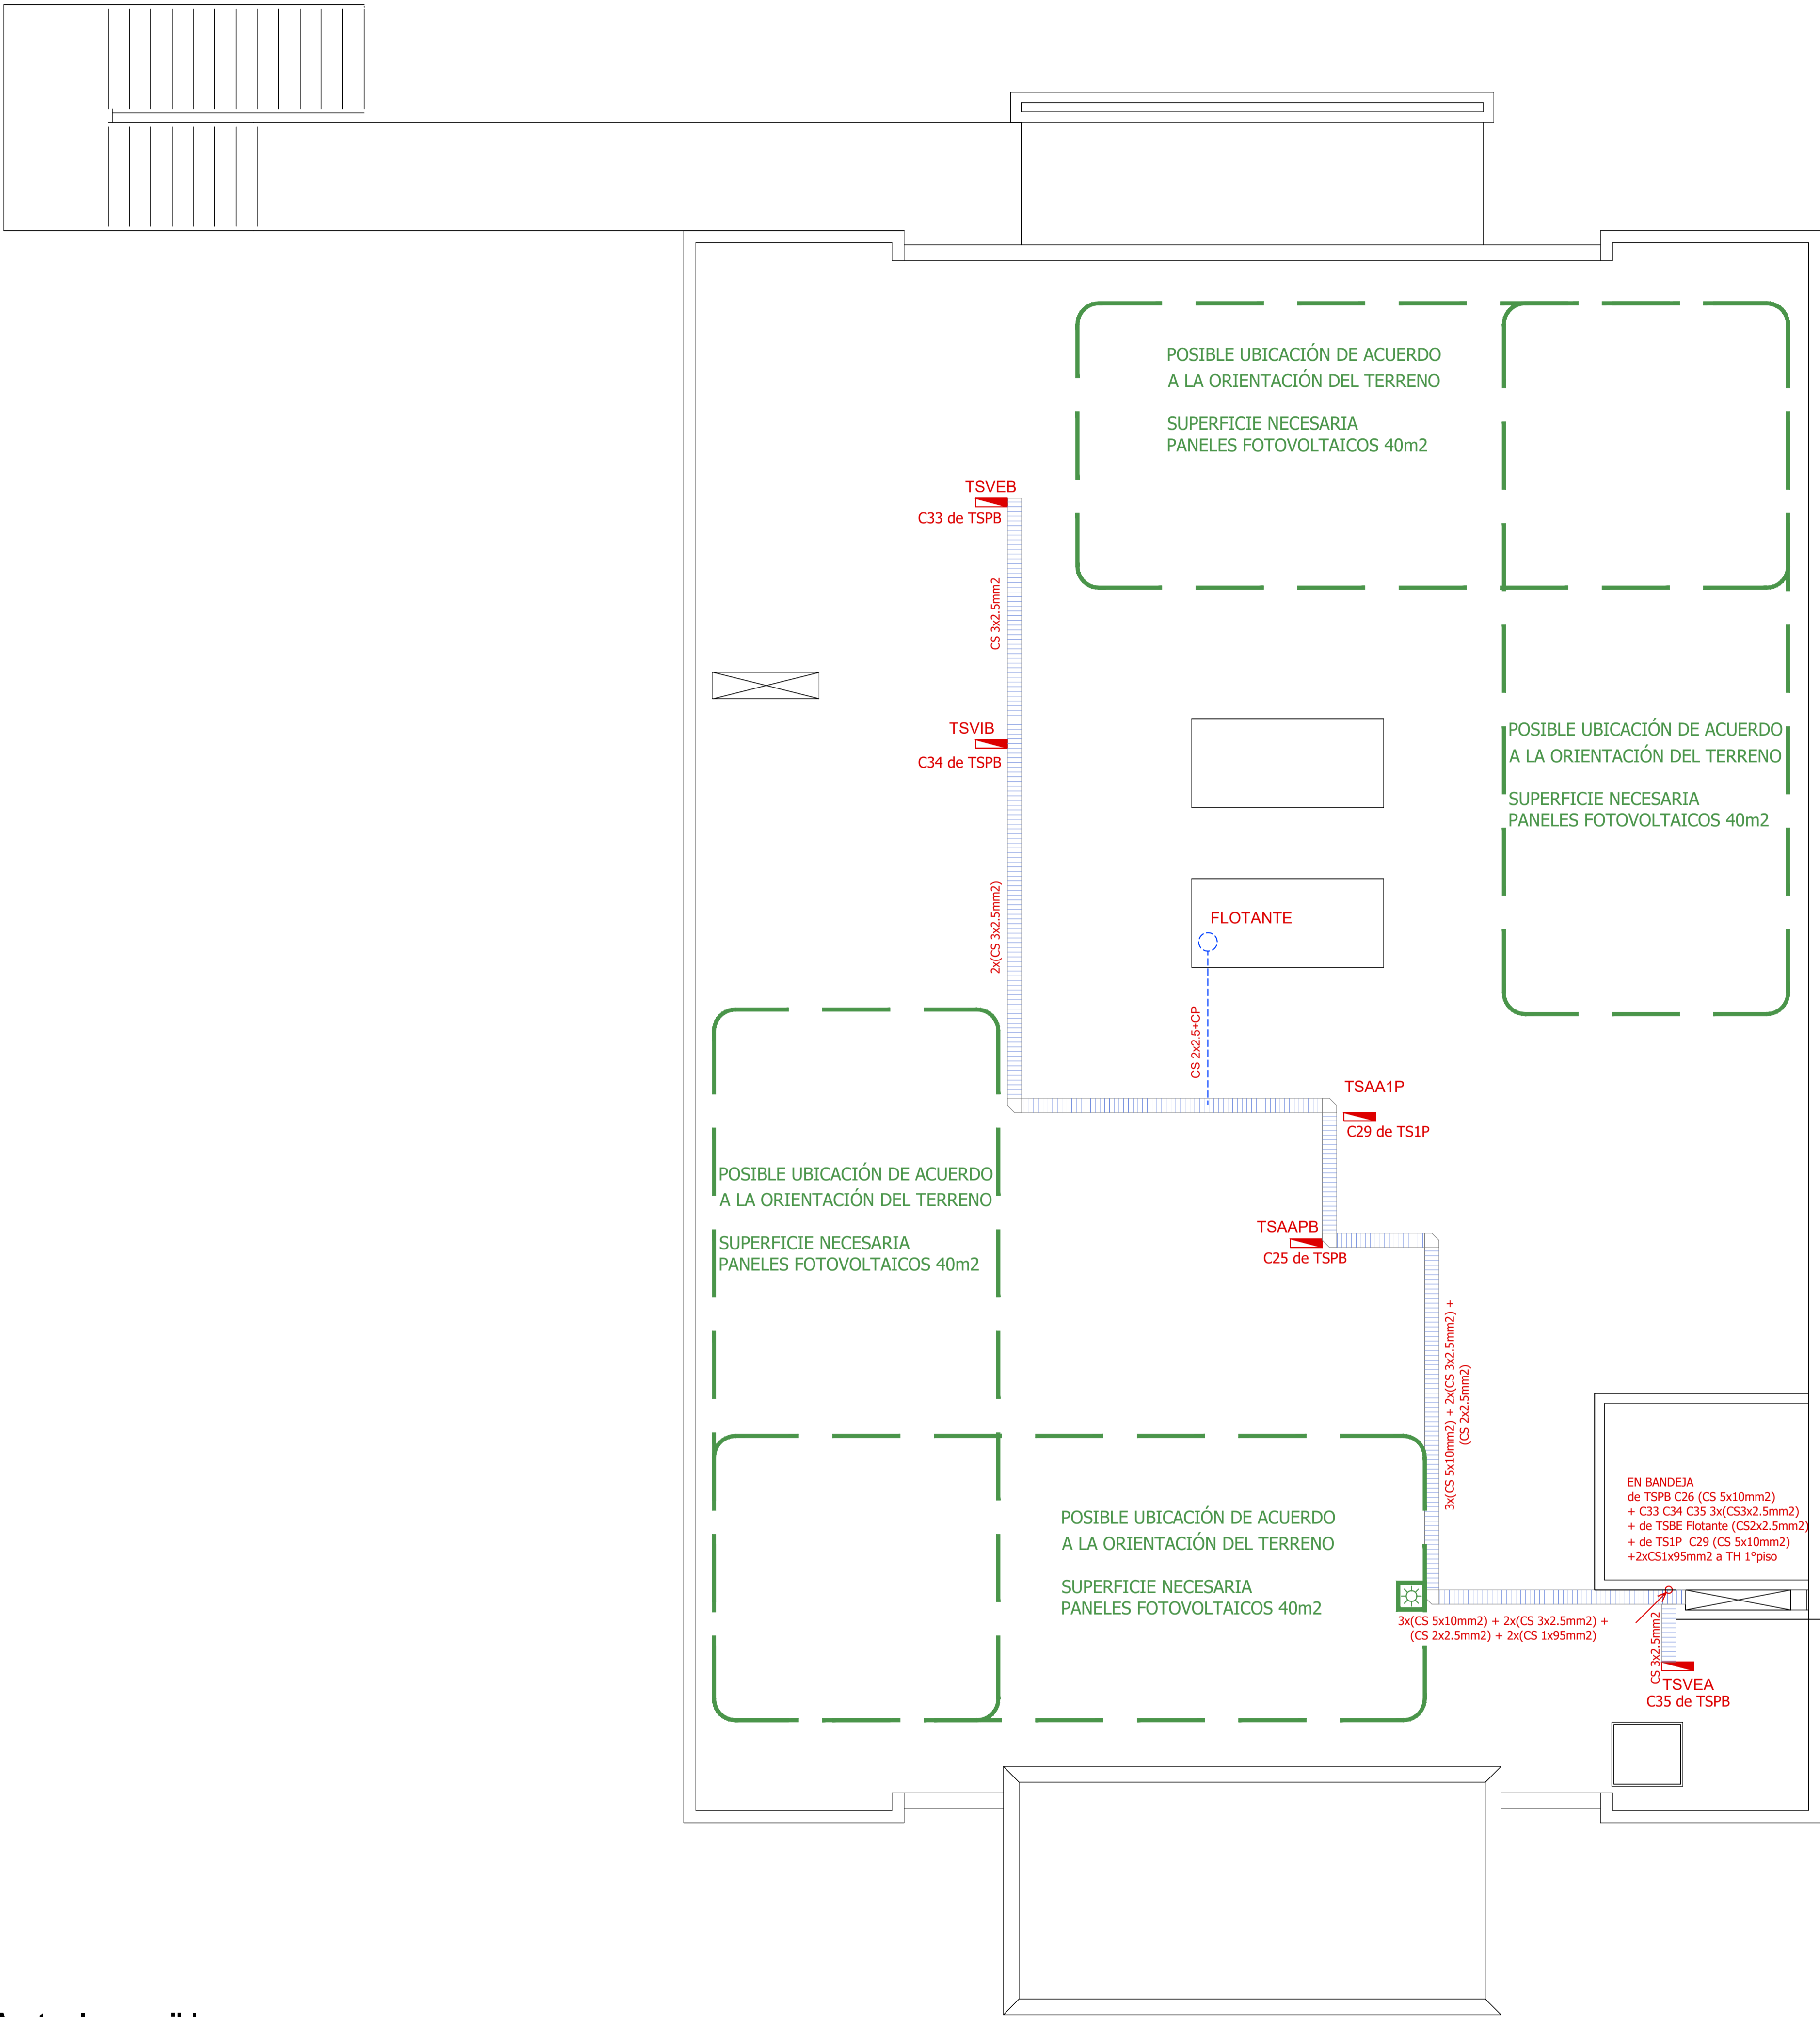 POSIBLE UBICACIÓN DE ACUERDO
A LA ORIENTACIÓN DEL TERRENO
SUPERFICIE NECESARIA
PANELES FOTOVOLTAICOS 40m2
TSVEB
C33 de TSPB
CS 3x2.5mm2
TSVIB
C34 de TSPB
POSIBLE UBICACIÓN DE ACUERDO
A LA ORIENTACIÓN DEL TERRENO
SUPERFICIE NECESARIA
PANELES FOTOVOLTAICOS 40m2
2x(CS 3x2.5mm2)
FLOTANTE
CS 2x2.5+CP
TSAA1P
C29 de TS1P
POSIBLE UBICACIÓN DE ACUERDO
A LA ORIENTACIÓN DEL TERRENO
SUPERFICIE NECESARIA
PANELES FOTOVOLTAICOS 40m2
TSAAPB
C25 de TSPB
3x(CS 5x10mm2) + 2x(CS 3x2.5mm2) +
(CS 2x2.5mm2)
EN BANDEJA
de TSPB C26 (CS 5x10mm2)
+ C33 C34 C35 3x(CS3x2.5mm2)
+ de TSBE Flotante (CS2x2.5mm2)
+ de TS1P C29 (CS 5x10mm2)
+2xCS1x95mm2 a TH 1°piso
POSIBLE UBICACIÓN DE ACUERDO
A LA ORIENTACIÓN DEL TERRENO
SUPERFICIE NECESARIA
PANELES FOTOVOLTAICOS 40m2
3x(CS 5x10mm2) + 2x(CS 3x2.5mm2) +
(CS 2x2.5mm2) + 2x(CS 1x95mm2)
CS 3x2.5mm2
TSVEA
C35 de TSPB